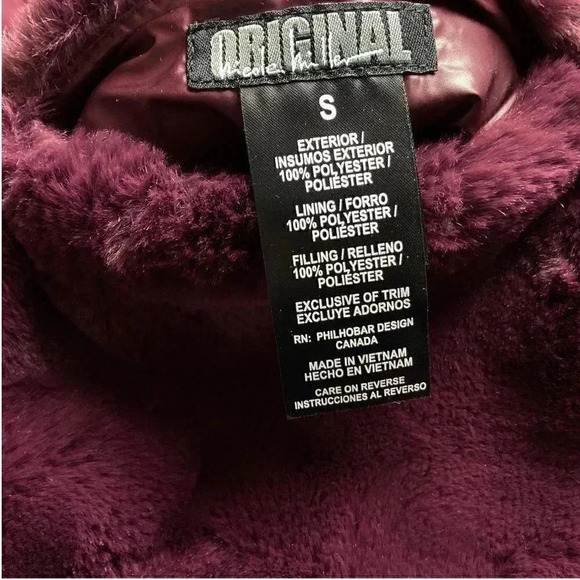 ORIGINAL
Nicole Miller
S
EXTERIOR /
INSUMOS EXTERIOR
100% POLYESTER /
POLIÉSTER
LINING / FORRO
100% POLYESTER /
POLIÉSTER
FILLING / RELLENO
100% POLYESTER /
POLIÉSTER
EXCLUSIVE OF TRIM
EXCLUYE ADORNOS
RN: PHILHOBAR DESIGN
CANADA
MADE IN VIETNAM
HECHO EN VIETNAM
CARE ON REVERSE
INSTRUCCIONES AL REVERSO